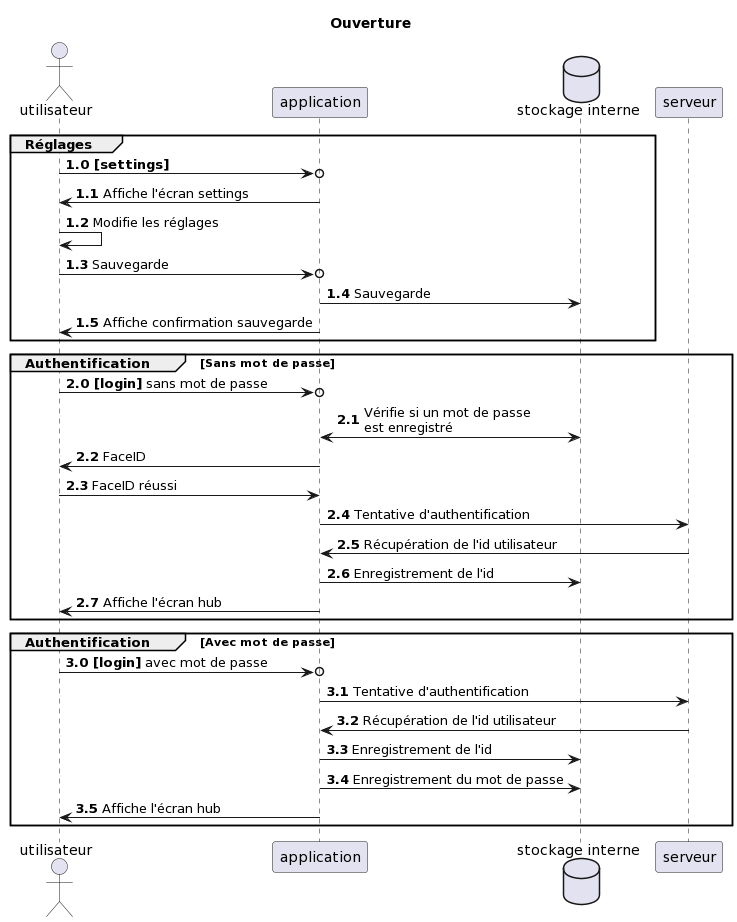 Ouverture
utilisateur
application
stockage interne
serveur
Réglages
1.0 [settings]
1.1 Affiche l'écran settings
1.2 Modifie les réglages
1.3 Sauvegarde
1.4 Sauvegarde
1.5 Affiche confirmation sauvegarde
Authentification [Sans mot de passe]
2.0 [login] sans mot de passe
2.1 Vérifie si un mot de passe
est enregistré
2.2 FaceID
2.3 FaceID réussi
2.4 Tentative d'authentification
2.5 Récupération de l'id utilisateur
2.6 Enregistrement de l'id
2.7 Affiche l'écran hub
Authentification [Avec mot de passe]
3.0 [login] avec mot de passe
3.1 Tentative d'authentification
3.2 Récupération de l'id utilisateur
3.3 Enregistrement de l'id
3.4 Enregistrement du mot de passe
3.5 Affiche l'écran hub
utilisateur
application
stockage interne
serveur